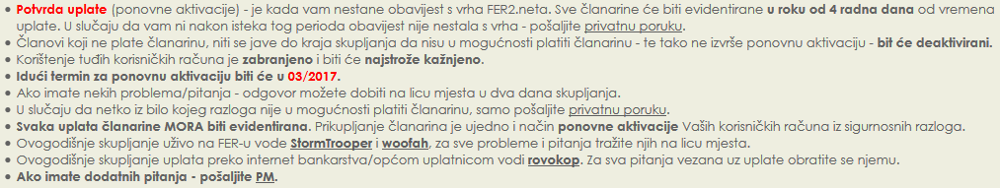 • Potvrda uplate (ponovne aktivacije) - je kada vam nestane obavijest s vrha FER2.neta. Sve članarine će biti evidentirane u roku od 4 radna dana od vremena
uplate. U slučaju da vam ni nakon isteka tog perioda obavijest nije nestala s vrha - pošaljite privatnu poruku.
• Članovi koji ne plate članarinu, niti se jave do kraja skupljanja da nisu u mogućnosti platiti članarinu - te tako ne izvrše ponovnu aktivaciju - bit će deaktivirani.
• Korištenje tuđih korisničkih računa je zabranjeno i biti će najstrože kažnjeno.
• Idući termin za ponovnu aktivaciju biti će u 03/2017.
• Ako imate nekih problema/pitanja - odgovor možete dobiti na licu mjesta u dva dana skupljanja.
• U slučaju da netko iz bilo kojeg razloga nije u mogućnosti platiti članarinu, samo pošaljite privatnu poruku.
• Svaka uplata članarine MORA biti evidentirana. Prikupljanje članarina je ujedno i način ponovne aktivacije Vaših korisničkih računa iz sigurnosnih razloga.
• Ovogodišnje skupljanje uživo na FER-u vode StormTrooper i woofah, za sve probleme i pitanja tražite njih na licu mjesta.
• Ovogodišnje skupljanje uplata preko internet bankarstva/općom uplatnicom vodi rovokop. Za sva pitanja vezana uz uplate obratite se njemu.
• Ako imate dodatnih pitanja - pošaljite PM.